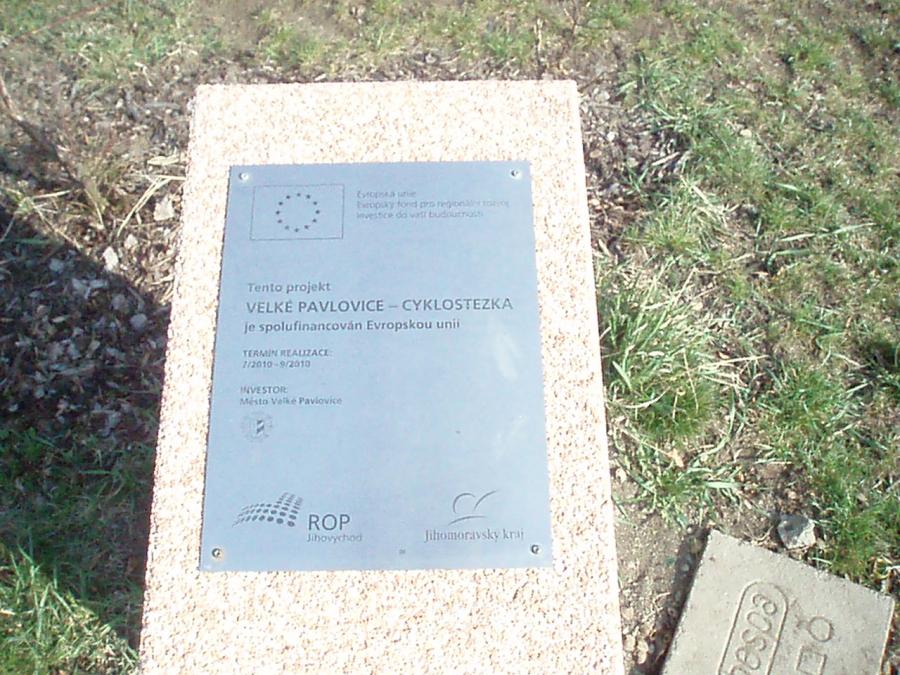 Evropská unie
Evropský fond pro regionální rozvoj
Investice do vaší budoucnosti
Tento projekt
VELKÉ PAVLOVICE – CYKLOSTEZKA
je spolufinancován Evropskou unií
TERMÍN REALIZACE:
7/2010 - 9/2010
INVESTOR:
Město Velké Pavlovice
ROP
Jihovýchod
Jihomoravský kraj